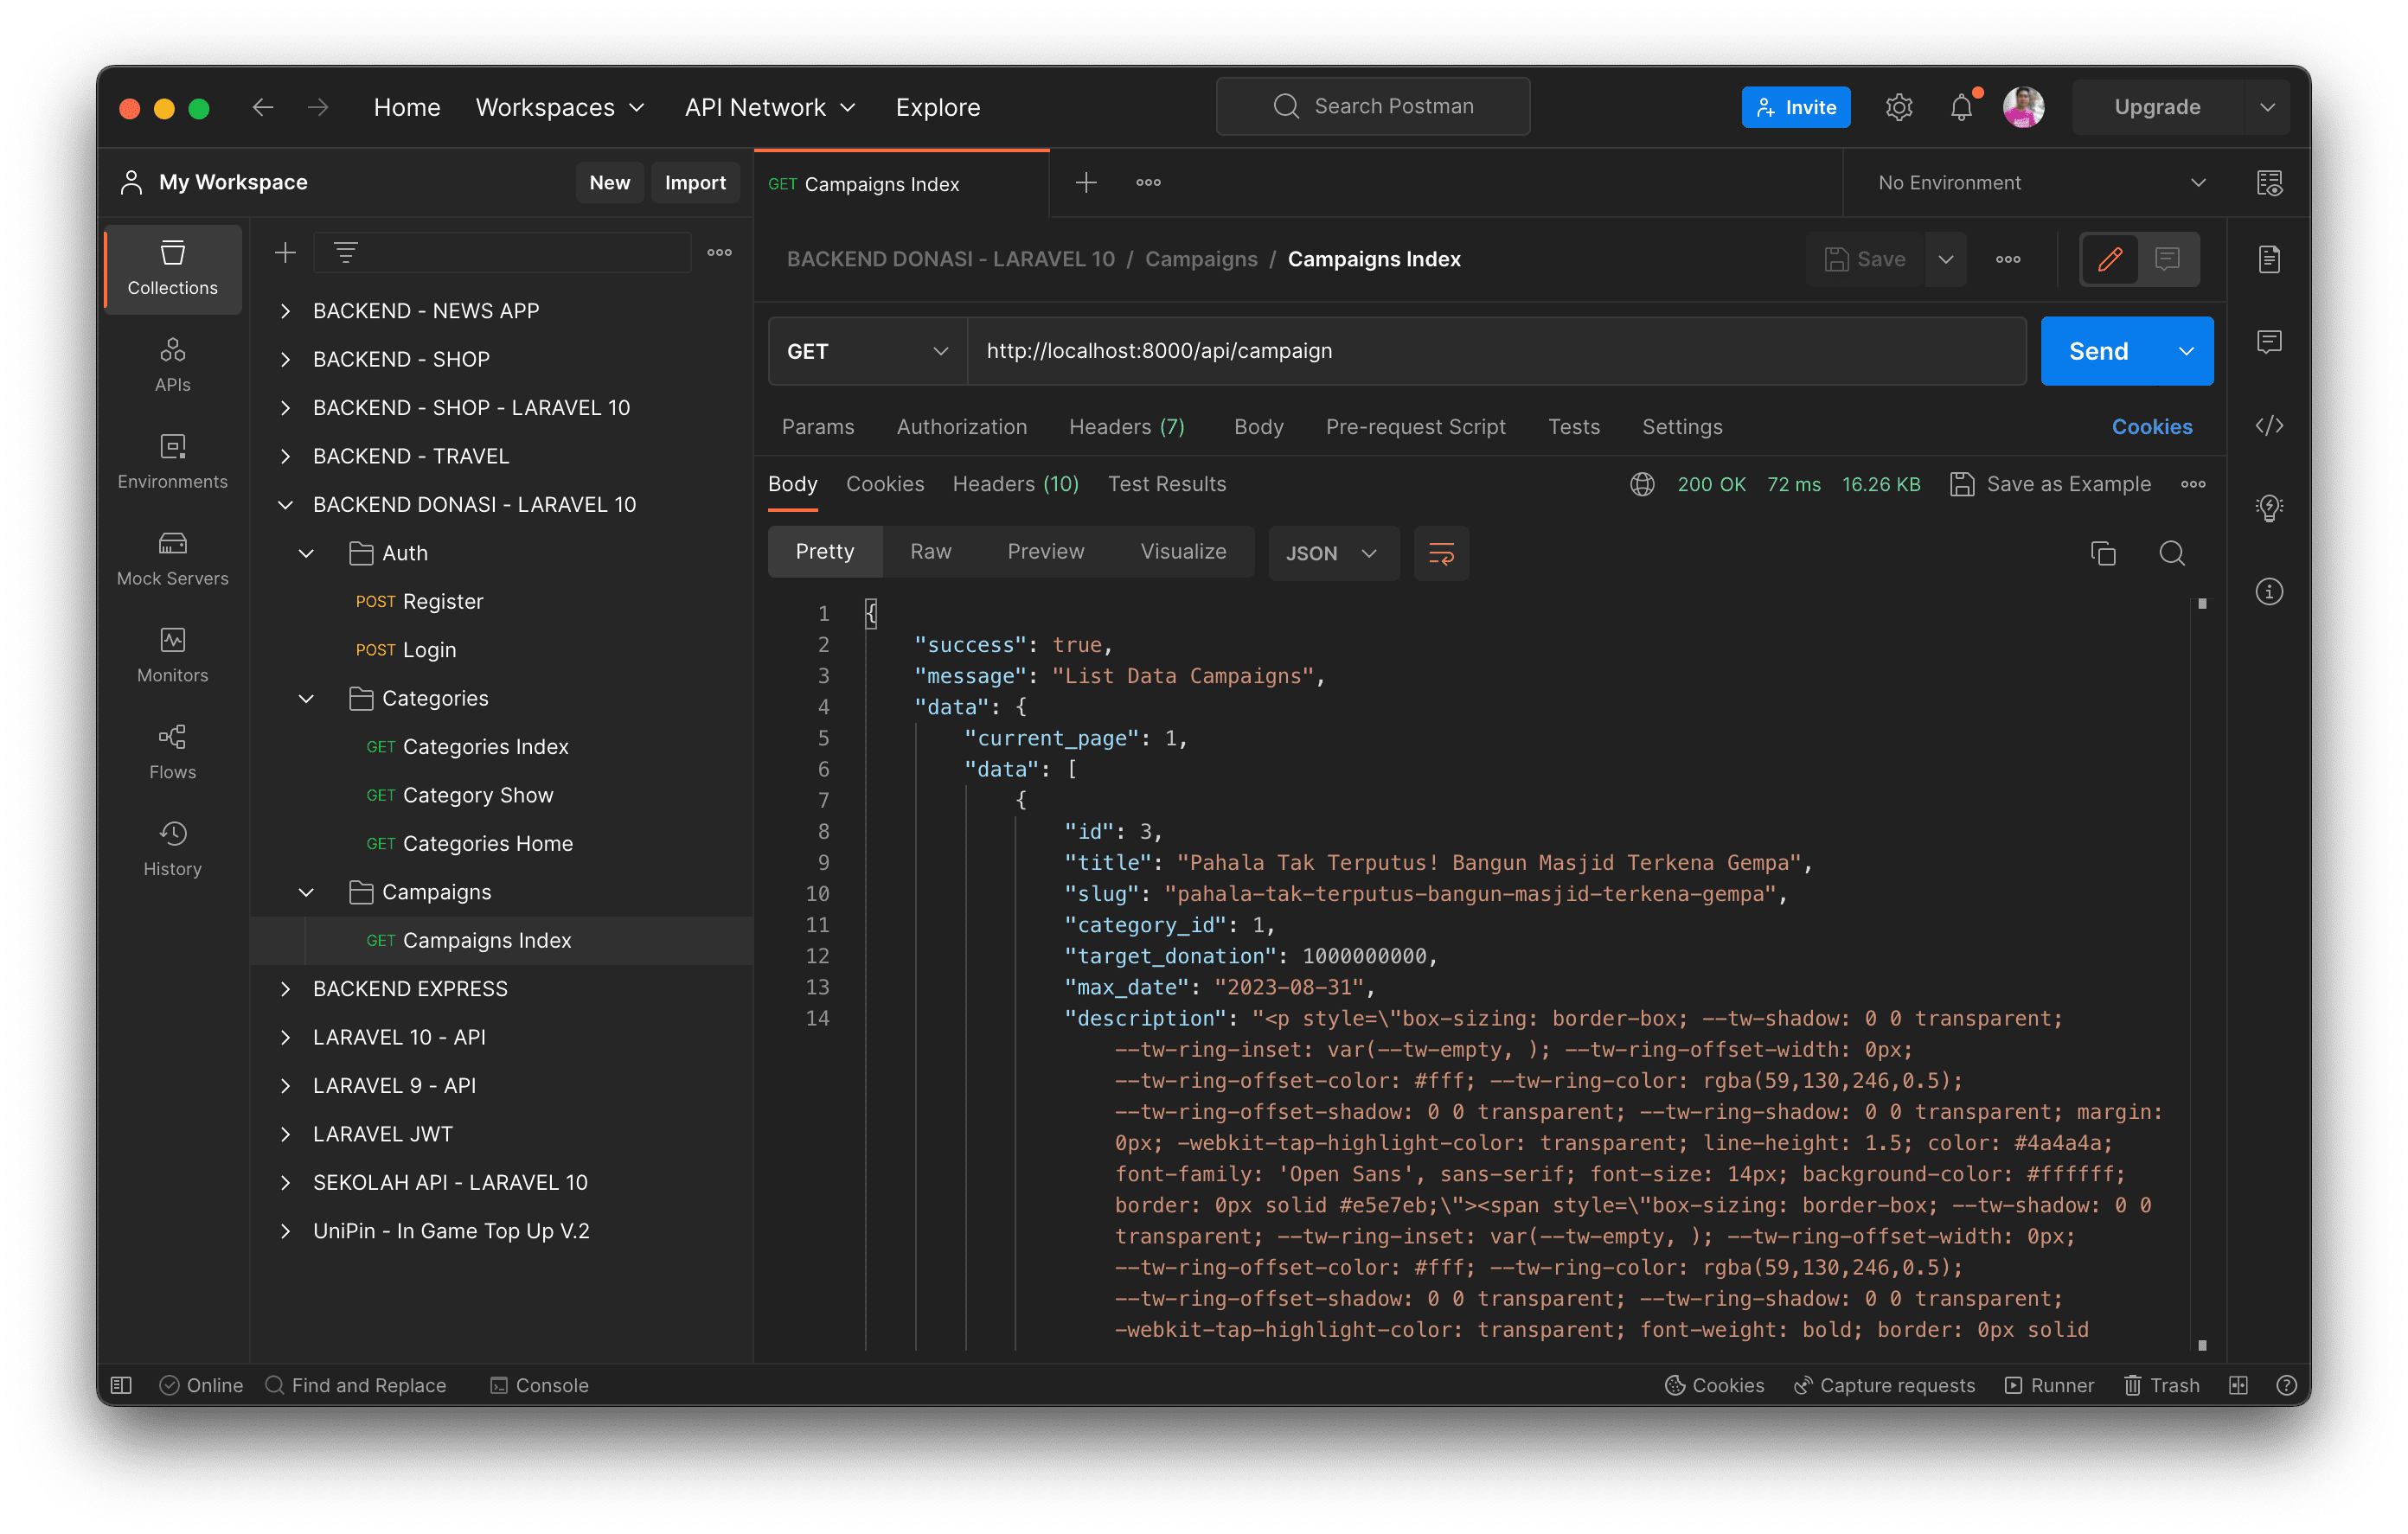 Home Workspaces API Network Explore Search Postman Invite Upgrade
My Workspace New Import GET Campaigns Index No Environment
Collections
APIs
Environments
Mock Servers
Monitors
Flows
History
BACKEND - NEWS APP
BACKEND - SHOP
BACKEND - SHOP - LARAVEL 10
BACKEND - TRAVEL
BACKEND DONASI - LARAVEL 10
Auth
POST Register
POST Login
Categories
GET Categories Index
GET Category Show
GET Categories Home
Campaigns
GET Campaigns Index
BACKEND EXPRESS
LARAVEL 10 - API
LARAVEL 9 - API
LARAVEL JWT
SEKOLAH API - LARAVEL 10
UniPin - In Game Top Up V.2
BACKEND DONASI - LARAVEL 10 / Campaigns / Campaigns Index Save
GET http://localhost:8000/api/campaign Send
Params Authorization Headers (7) Body Pre-request Script Tests Settings Cookies
Body Cookies Headers (10) Test Results 200 OK 72 ms 16.26 KB Save as Example
Pretty Raw Preview Visualize JSON
1 {
2 "success": true,
3 "message": "List Data Campaigns",
4 "data": {
5 "current_page": 1,
6 "data": [
7 {
8 "id": 3,
9 "title": "Pahala Tak Terputus! Bangun Masjid Terkena Gempa",
10 "slug": "pahala-tak-terputus-bangun-masjid-terkena-gempa",
11 "category_id": 1,
12 "target_donation": 1000000000,
13 "max_date": "2023-08-31",
14 "description": "<p style=\"box-sizing: border-box; --tw-shadow: 0 0 transparent;
--tw-ring-inset: var(--tw-empty, ); --tw-ring-offset-width: 0px;
--tw-ring-offset-color: #fff; --tw-ring-color: rgba(59,130,246,0.5);
--tw-ring-offset-shadow: 0 0 transparent; --tw-ring-shadow: 0 0 transparent; margin:
0px; -webkit-tap-highlight-color: transparent; line-height: 1.5; color: #4a4a4a;
font-family: 'Open Sans', sans-serif; font-size: 14px; background-color: #ffffff;
border: 0px solid #e5e7eb;\"><span style=\"box-sizing: border-box; --tw-shadow: 0 0
transparent; --tw-ring-inset: var(--tw-empty, ); --tw-ring-offset-width: 0px;
--tw-ring-offset-color: #fff; --tw-ring-color: rgba(59,130,246,0.5);
--tw-ring-offset-shadow: 0 0 transparent; --tw-ring-shadow: 0 0 transparent;
-webkit-tap-highlight-color: transparent; font-weight: bold; border: 0px solid
Online Find and Replace Console Cookies Capture requests Runner Trash